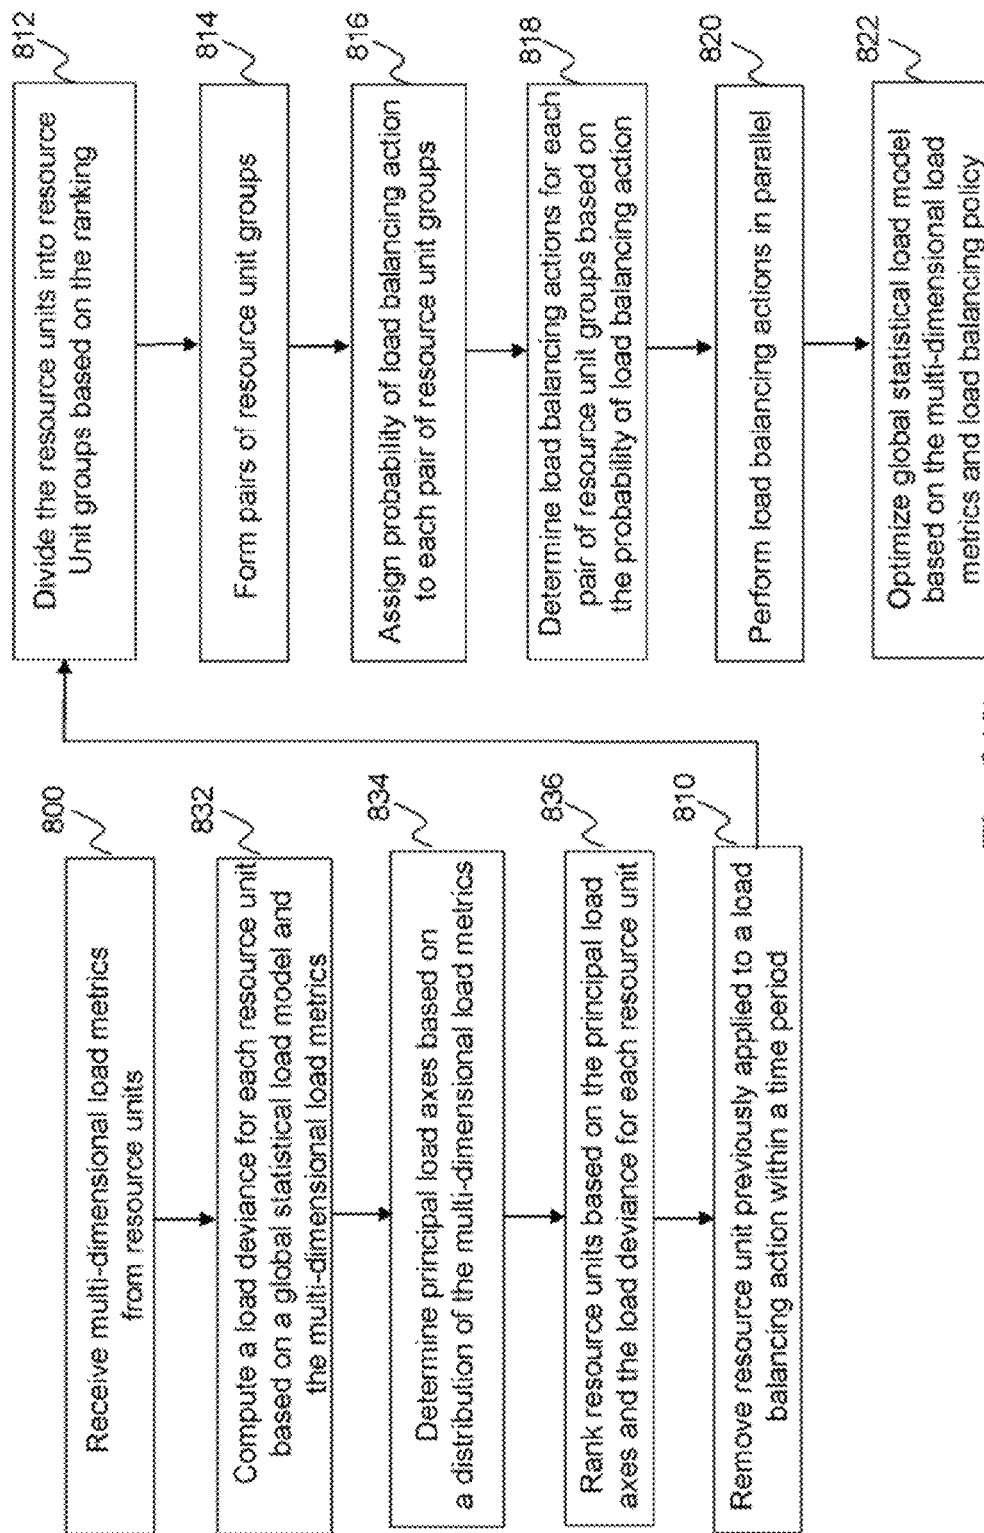 800
Receive multi-dimensional load metrics
from resource units
832
Compute a load deviance for each resource unit
based on a global statistical load model and
the multi-dimensional load metrics
834
Determine principal load axes based on
a distribution of the multi-dimensional load metrics
836
Rank resource units based on the principal load
axes and the load deviance for each resource unit
810
Remove resource unit previously applied to a load
balancing action within a time period
812
Divide the resource units into resource
Unit groups based on the ranking
814
Form pairs of resource unit groups
816
Assign probability of load balancing action
to each pair of resource unit groups
818
Determine load balancing actions for each
pair of resource unit groups based on
the probability of load balancing action
820
Perform load balancing actions in parallel
822
Optimize global statistical load model
based on the multi-dimensional load
metrics and load balancing policy